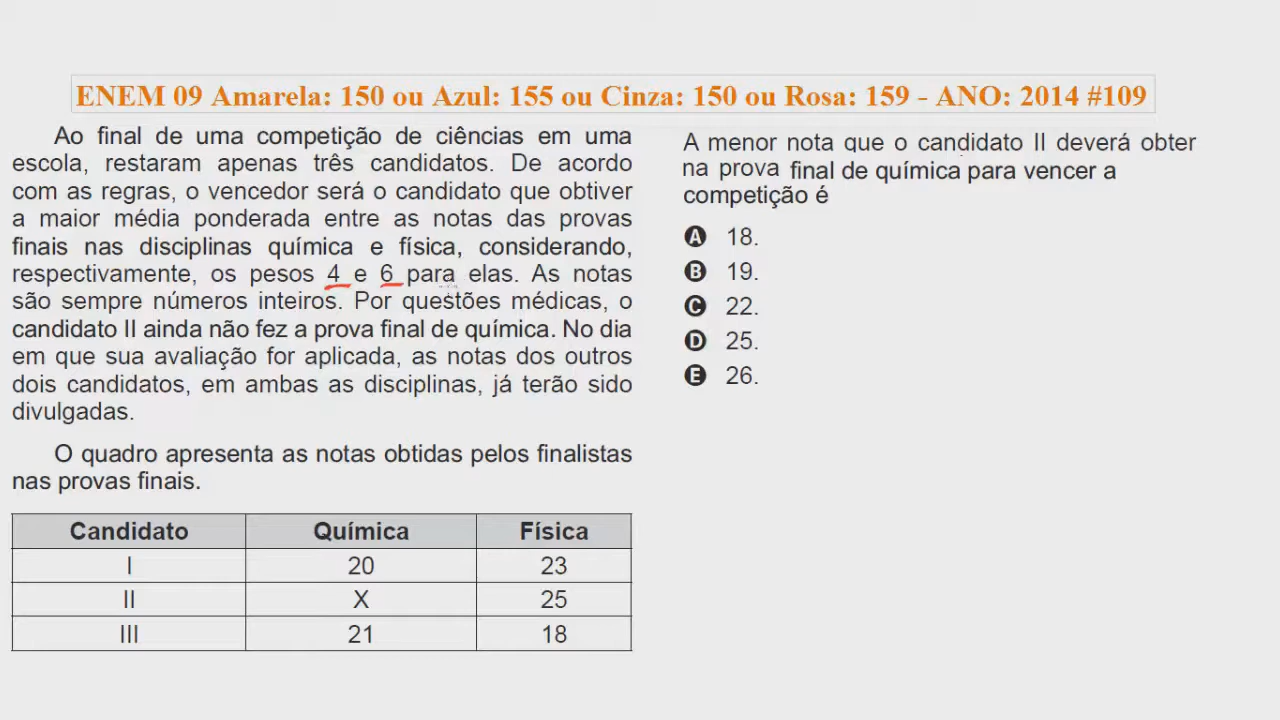 ENEM 09 Amarela: 150 ou Azul: 155 ou Cinza: 150 ou Rosa: 159 - ANO: 2014 #109
Ao final de uma competição de ciências em uma
escola, restaram apenas três candidatos. De acordo
com as regras, o vencedor será o candidato que obtiver
a maior média ponderada entre as notas das provas
finais nas disciplinas química e física, considerando,
respectivamente, os pesos 4 e 6 para elas. As notas
são sempre números inteiros. Por questões médicas, o
candidato II ainda não fez a prova final de química. No dia
em que sua avaliação for aplicada, as notas dos outros
dois candidatos, em ambas as disciplinas, já terão sido
divulgadas.
O quadro apresenta as notas obtidas pelos finalistas
nas provas finais.
Candidato Química Física
I 20 23
II X 25
III 21 18
A menor nota que o candidato II deverá obter
na prova final de química para vencer a
competição é
A 18.
B 19.
C 22.
D 25.
E 26.